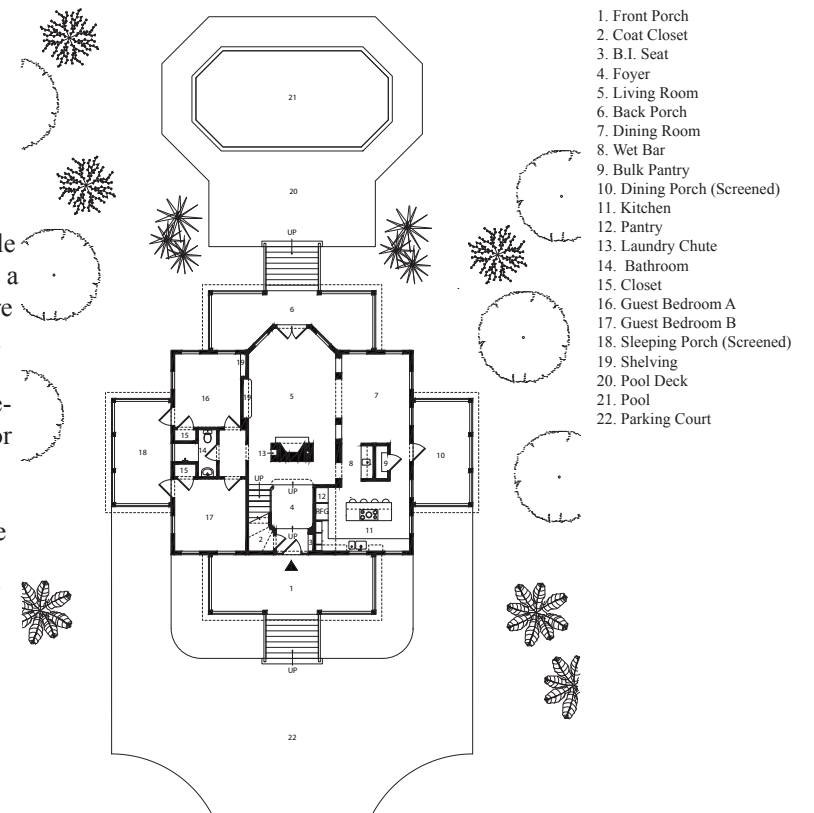 1. Front Porch
2. Coat Closet
3. B.I. Seat
4. Foyer
5. Living Room
6. Back Porch
7. Dining Room
8. Wet Bar
9. Bulk Pantry
10. Dining Porch (Screened)
11. Kitchen
12. Pantry
13. Laundry Chute
14.  Bathroom
15. Closet
16. Guest Bedroom A
17. Guest Bedroom B
18. Sleeping Porch (Screened)
19. Shelving
20. Pool Deck
21. Pool
22. Parking Court
21
20
UP
6
19
19
16
5
7
15
14
13
18
8
9
10
15
UP
UP
12
4
RFG
17
11
2
UP
3
1
UP
22
a